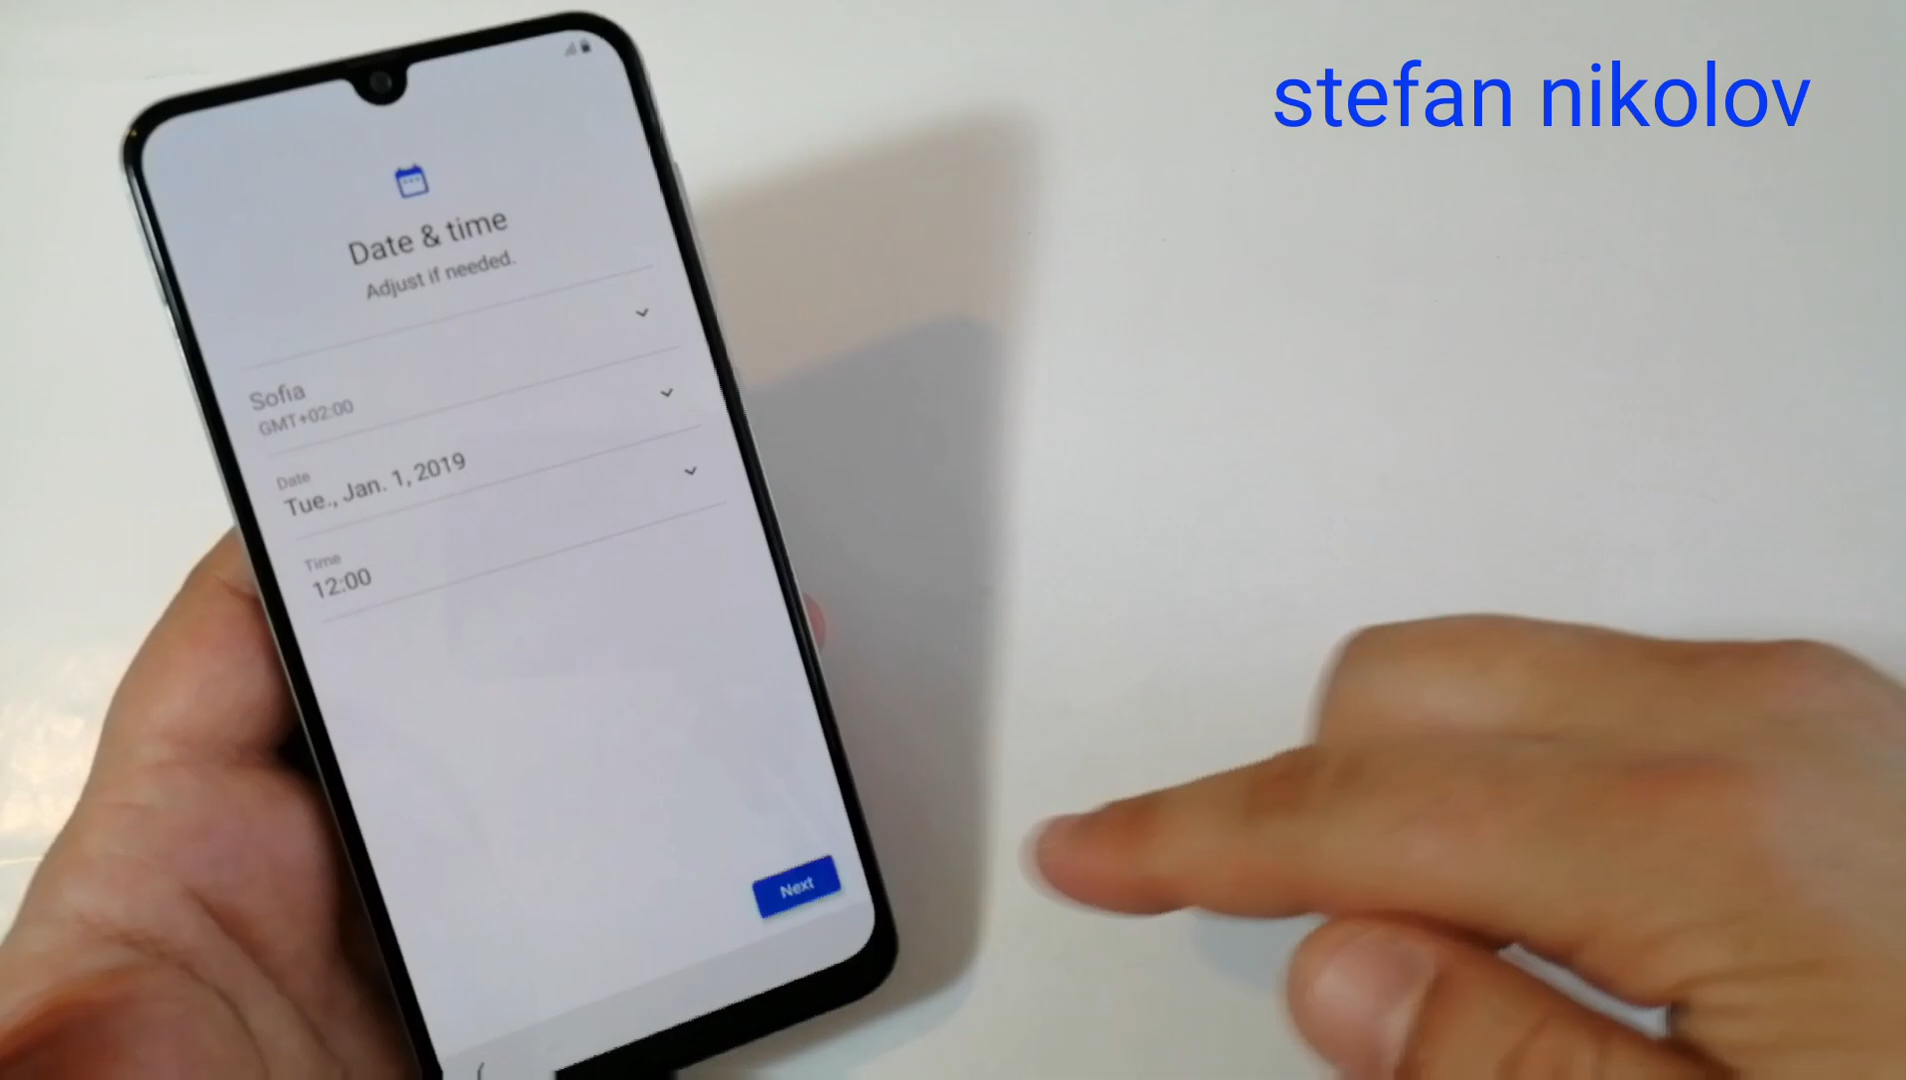 stefan nikolov
Date & time
Adjust if needed.
Sofia
GMT+02:00
Date
Tue., Jan. 1, 2019
Time
12:00
Next